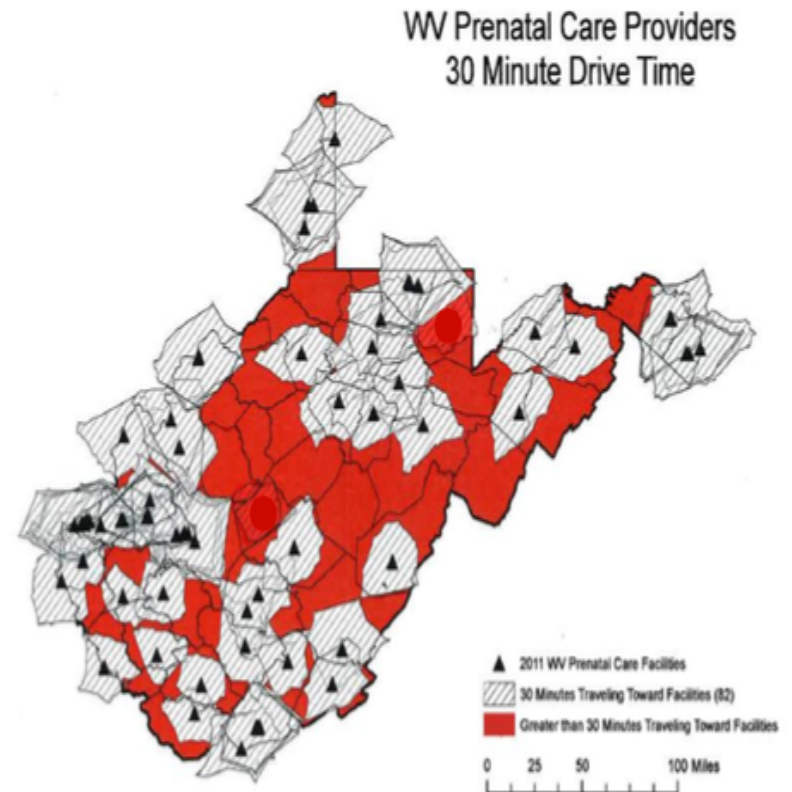 WV Prenatal Care Providers
30 Minute Drive Time
2011 WV Prenatal Care Facilities
30 Minutes Traveling Toward Facilities (82)
Greater than 30 Minutes Traveling Toward Facilities
0 25 50 100 Miles